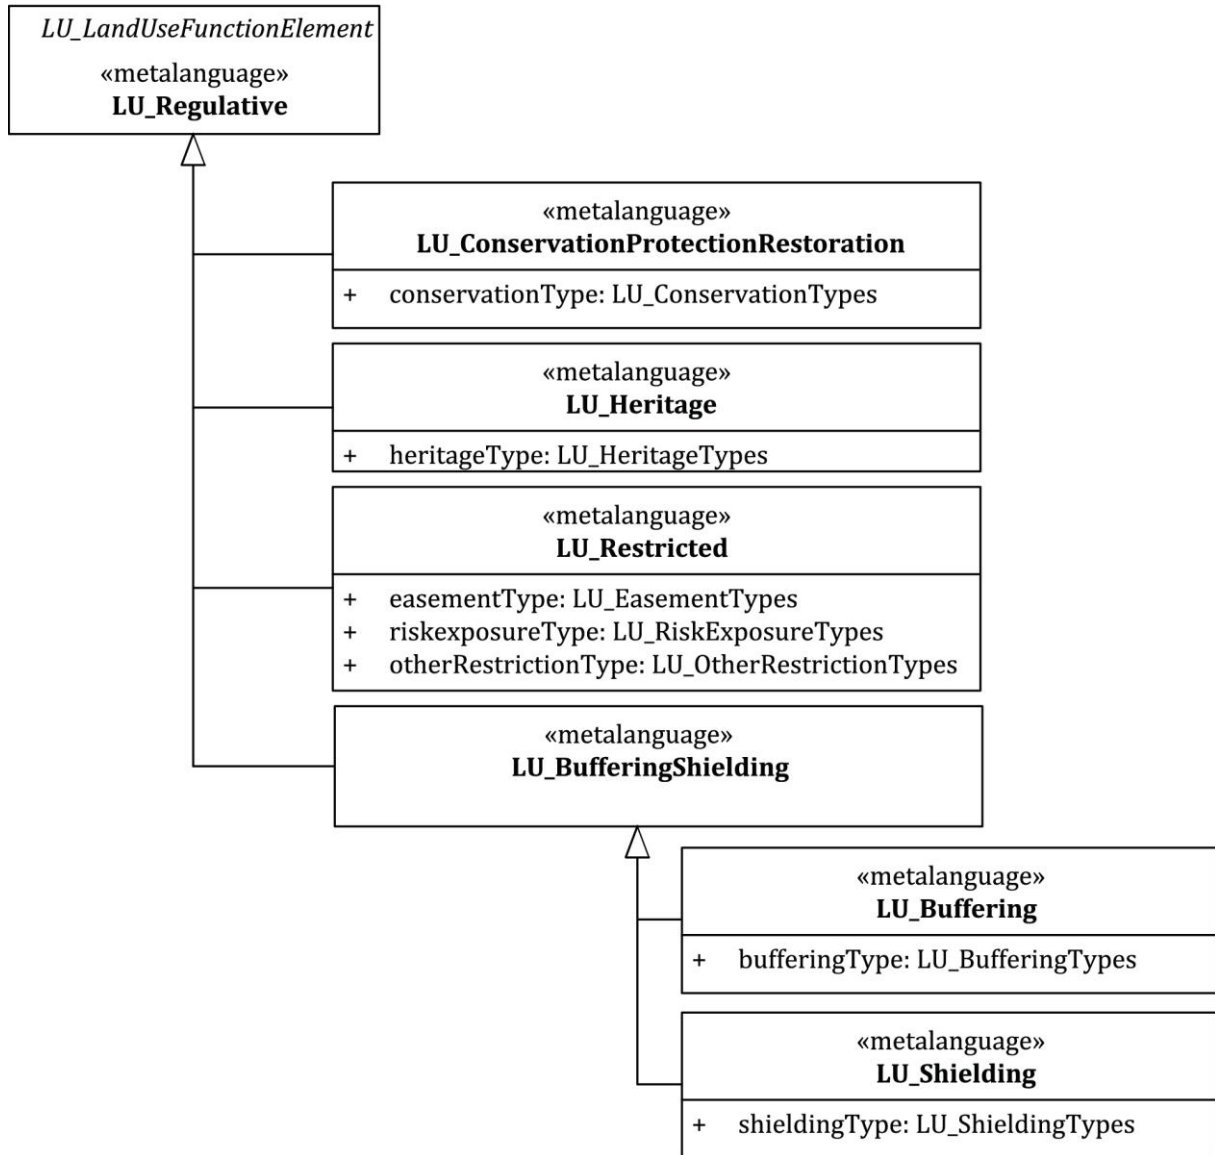 LU_LandUseFunctionElement
«metalanguage»
LU_Regulative
«metalanguage»
LU_ConservationProtectionRestoration
+ conservationType: LU_ConservationTypes
«metalanguage»
LU_Heritage
+ heritageType: LU_HeritageTypes
«metalanguage»
LU_Restricted
+ easementType: LU_EasementTypes
+ riskexposureType: LU_RiskExposureTypes
+ otherRestrictionType: LU_OtherRestrictionTypes
«metalanguage»
LU_BufferingShielding
«metalanguage»
LU_Buffering
+ bufferingType: LU_BufferingTypes
«metalanguage»
LU_Shielding
+ shieldingType: LU_ShieldingTypes